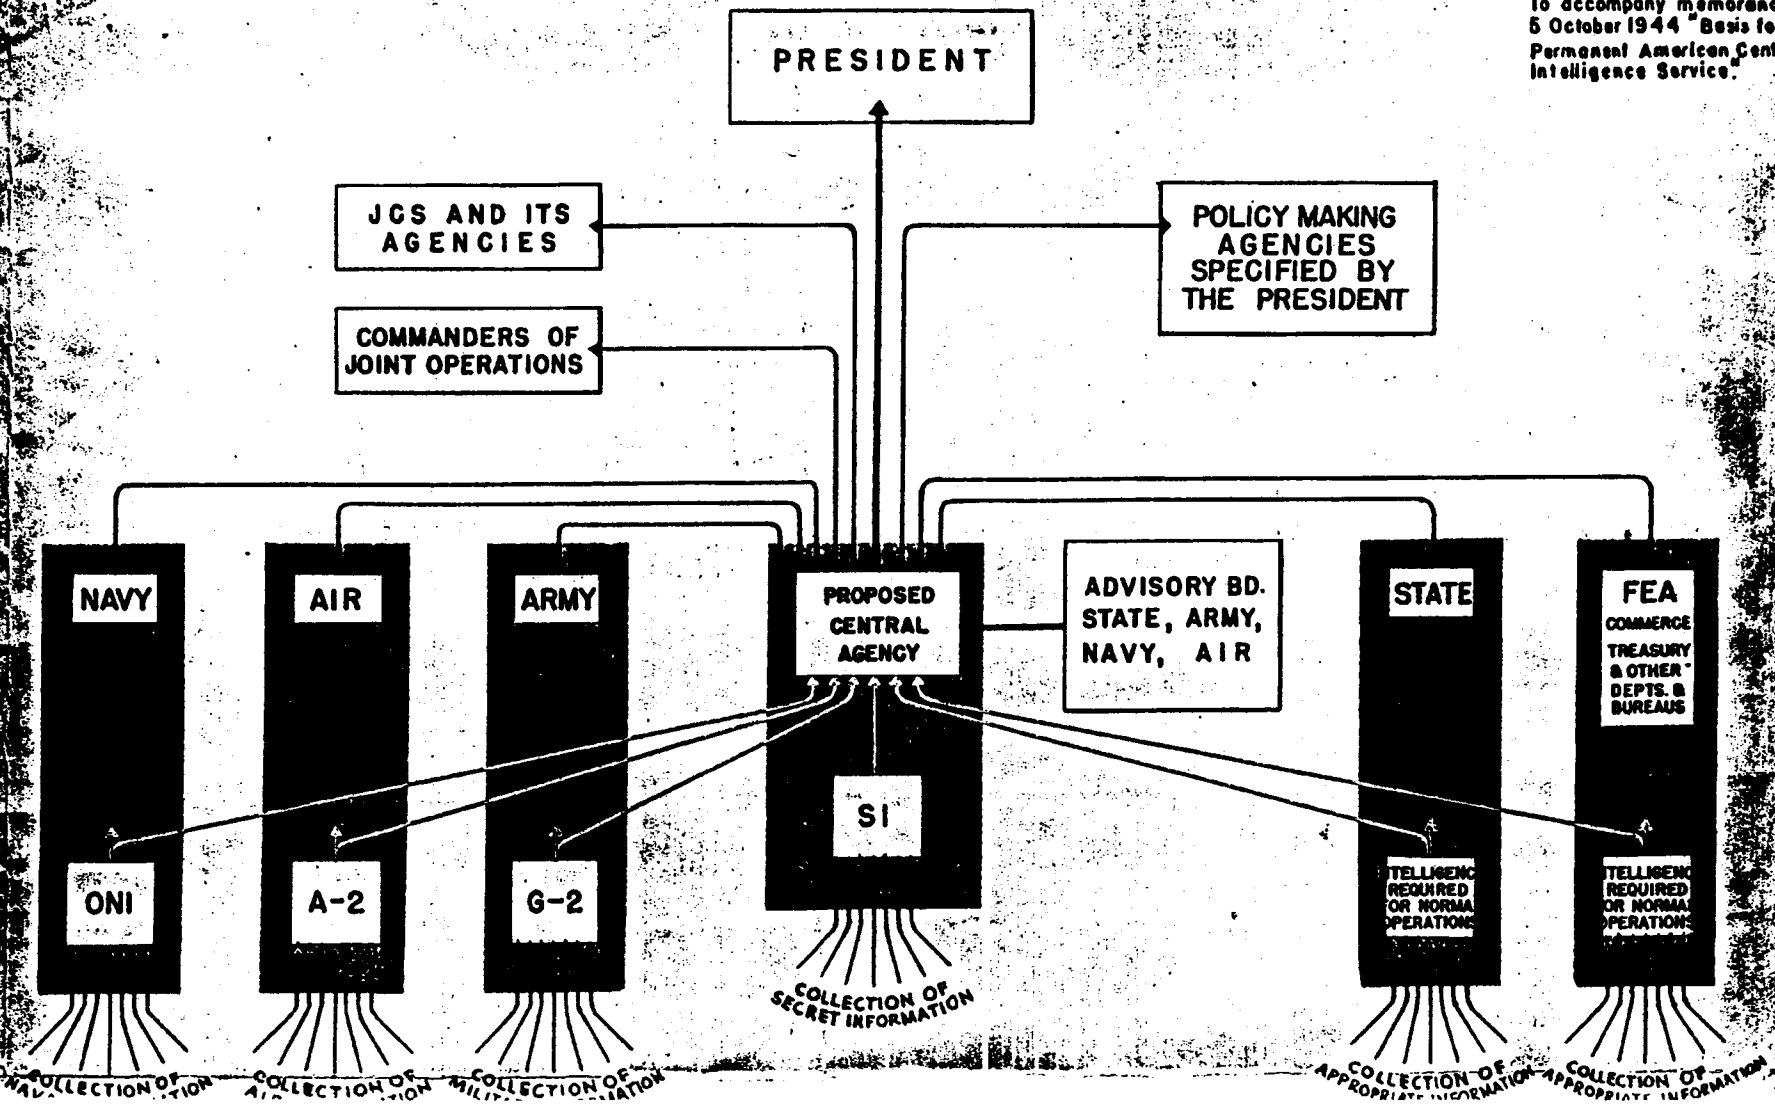 To accompany
5 October 1944 "Basis
Permanent American
Intelligence Service."
PRESIDENT
JCS AND ITS
AGENCIES
POLICY MAKING
AGENCIES
SPECIFIED BY
THE PRESIDENT
COMMANDERS OF
JOINT OPERATIONS
NAVY
AIR
ARMY
PROPOSED
CENTRAL
AGENCY
ADVISORY BD.
STATE, ARMY,
NAVY, AIR
STATE
FEA
COMMERCE
TREASURY
& OTHER
DEPTS. &
BUREAUS
SI
ONI
A-2
G-2
REQUIRED
REQUIRED
COLLECTION OF
SECRET INFORMATION
COLLECTION OF
COLLECTION OF
COLLECTION OF
COLLECTION OF
APPROPRIATE INFORMATION
COLLECTION OF
APPROPRIATE INFORMATION